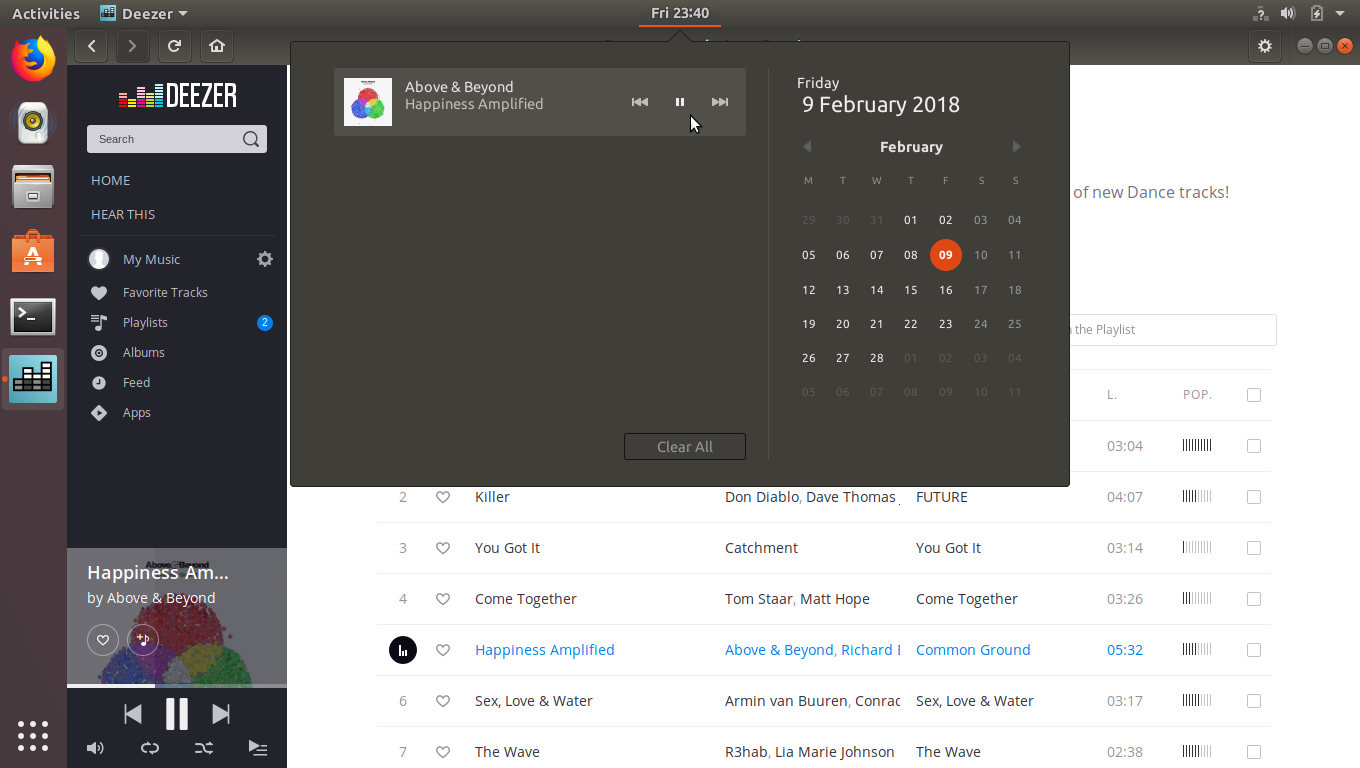 Activities Deezer Fri 23:40
DEEZER
Search
HOME
HEAR THIS
My Music
Favorite Tracks
Playlists 2
Albums
Feed
Apps
Happiness Am...
by Above & Beyond
Above & Beyond
Happiness Amplified
Clear All
Friday
9 February 2018
February
M T W T F S S
29 30 31 01 02 03 04
05 06 07 08 09 10 11
12 13 14 15 16 17 18
19 20 21 22 23 24 25
26 27 28 01 02 03 04
05 06 07 08 09 10 11
of new Dance tracks!
the Playlist
L. POP.
03:04
2 Killer Don Diablo, Dave Thomas FUTURE 04:07
3 You Got It Catchment You Got It 03:14
4 Come Together Tom Staar, Matt Hope Come Together 03:26
Happiness Amplified Above & Beyond, Richard Common Ground 05:32
6 Sex, Love & Water Armin van Buuren, Conrad Sex, Love & Water 03:17
7 The Wave R3hab, Lia Marie Johnson The Wave 02:38